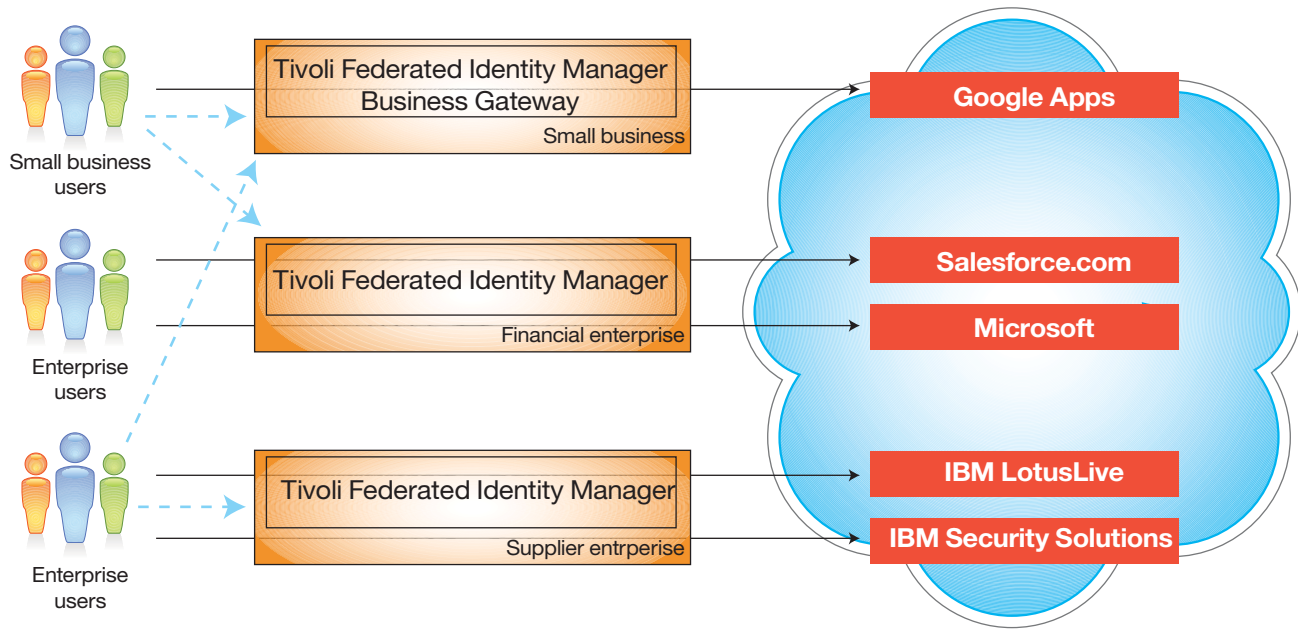 Small business
users
Tivoli Federated Identity Manager
Business Gateway
Small business
Google Apps
Enterprise
users
Tivoli Federated Identity Manager
Financial enterprise
Salesforce.com
Microsoft
Enterprise
users
Tivoli Federated Identity Manager
Supplier entrperise
IBM LotusLive
IBM Security Solutions